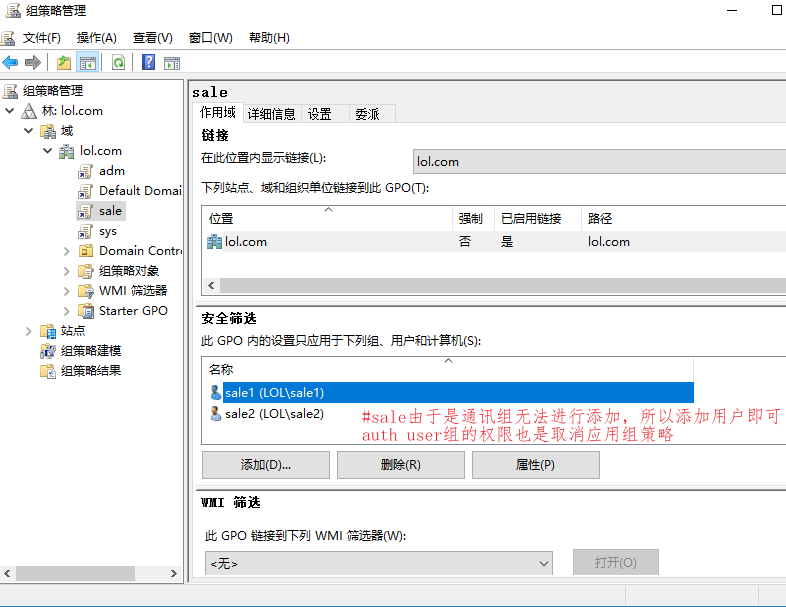 组策略管理
文件(F) 操作(A) 查看(V) 窗口(W) 帮助(H)
组策略管理
林: lol.com
域
lol.com
adm
Default Domai
sale
sys
Domain Contr
组策略对象
WMI 筛选器
Starter GPO
站点
组策略建模
组策略结果
sale
作用域 详细信息 设置 委派
链接
在此位置内显示链接(L): lol.com
下列站点、域和组织单位链接到此 GPO(T):
位置 强制 已启用链接 路径
lol.com 否 是 lol.com
安全筛选
此 GPO 内的设置只应用于下列组、用户和计算机(S):
名称
sale1 (LOL\sale1)
sale2 (LOL\sale2)
#sale由于是通讯组无法进行添加，所以添加用户即可
auth user组的权限也是取消应用组策略
添加(D)... 删除(R) 属性(P)
WMI 筛选
此 GPO 链接到下列 WMI 筛选器(W):
<无> 打开(O)